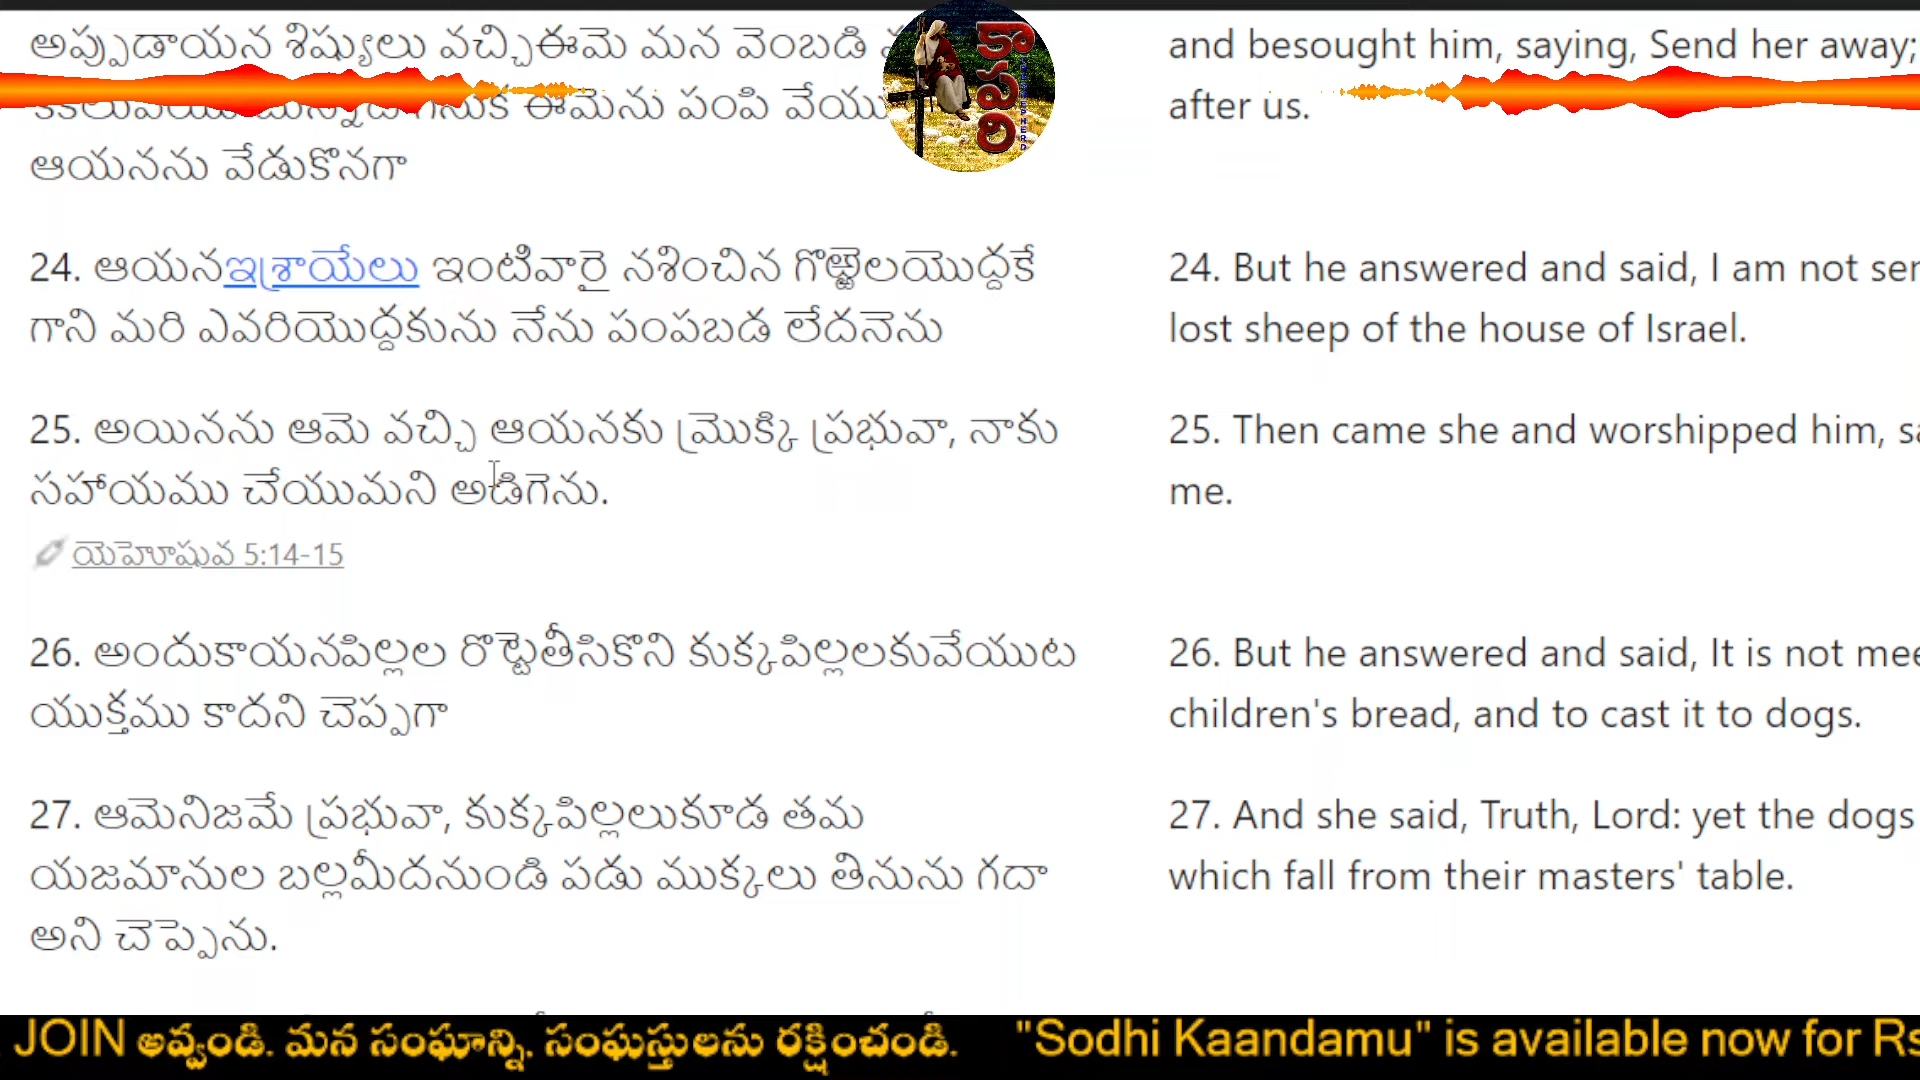 అప్పుడాయన శిష్యులు వచ్చిఈమె మన వెంబడి
ఈమెను పంపి వేయు
ఆయనను వేడుకొనగా
24. ఆయనఇశ్రాయేలు ఇంటివారై నశించిన గొఱ్ఱెలయొద్దకే
గాని మరి ఎవరియొద్దకును నేను పంపబడ లేదనెను
25. అయినను ఆమె వచ్చి ఆయనకు మ్రొక్కి ప్రభువా, నాకు
సహాయము చేయుమని అడిగెను.
యెహోషువ 5:14-15
26. అందుకాయనపిల్లల రొట్టెతీసికొని కుక్కపిల్లలకువేయుట
యుక్తము కాదని చెప్పగా
27. ఆమెనిజమే ప్రభువా, కుక్కపిల్లలుకూడ తమ
యజమానుల బల్లమీదనుండి పడు ముక్కలు తినును గదా
అని చెప్పెను.
కాపరి
and besought him, saying, Send her away;
after us.
24. But he answered and said, I am not sen
lost sheep of the house of Israel.
25. Then came she and worshipped him, sa
me.
26. But he answered and said, It is not mee
children's bread, and to cast it to dogs.
27. And she said, Truth, Lord: yet the dogs
which fall from their masters' table.
JOIN అవ్వండి. మన సంఘాన్ని, సంఘస్తులను రక్షించండి. "Sodhi Kaandamu" is available now for Rs